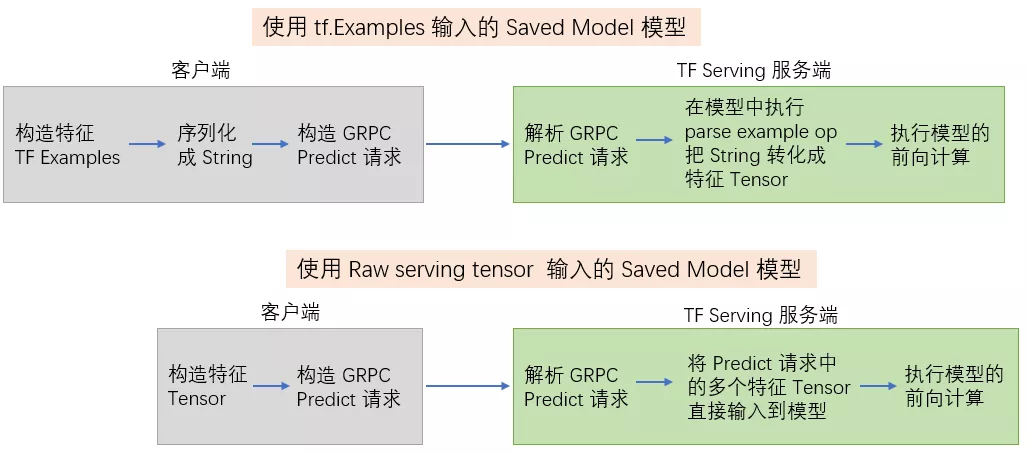 使用 tf.Examples 输入的 Saved Model 模型
客户端
TF Serving 服务端
构造特征
TF Examples
序列化
成 String
构造 GRPC
Predict 请求
解析 GRPC
Predict 请求
在模型中执行
parse example op
把 String 转化成
特征 Tensor
执行模型的
前向计算
使用 Raw serving tensor 输入的 Saved Model 模型
客户端
TF Serving 服务端
构造特征
Tensor
构造 GRPC
Predict 请求
解析 GRPC
Predict 请求
将 Predict 请求中
的多个特征 Tensor
直接输入到模型
执行模型的
前向计算